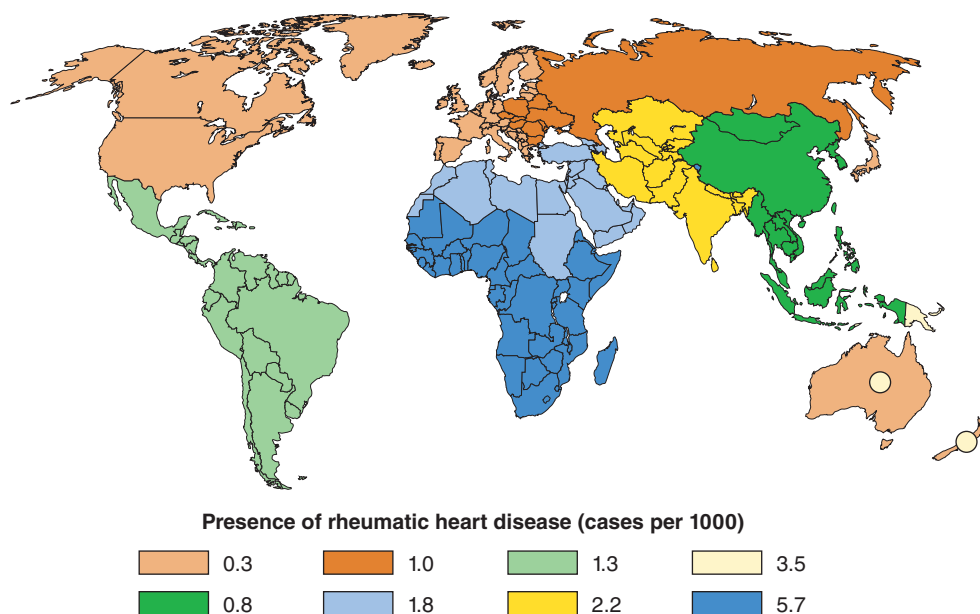 Presence of rheumatic heart disease (cases per 1000)
0.3 1.0 1.3 3.5
0.8 1.8 2.2 5.7